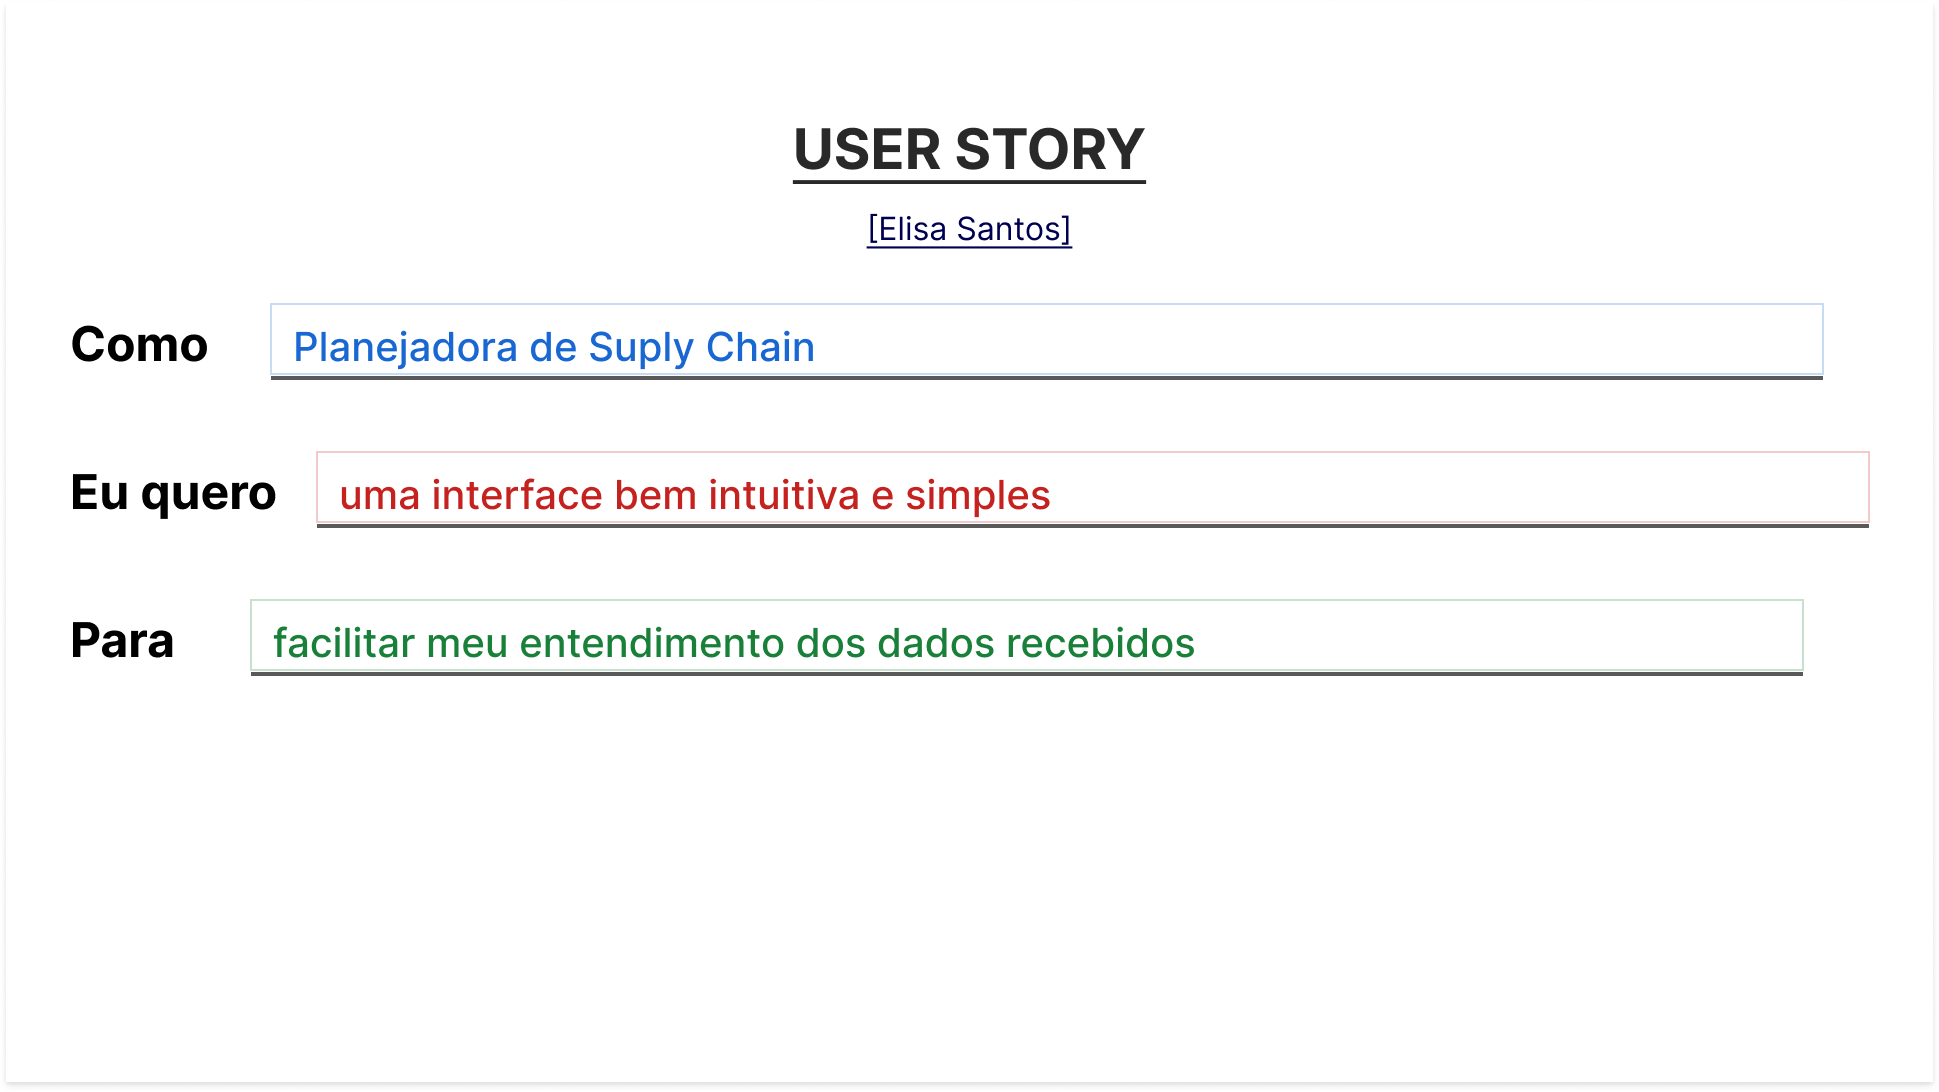 USER STORY
[Elisa Santos]
Como Planejadora de Suply Chain
Eu quero uma interface bem intuitiva e simples
Para facilitar meu entendimento dos dados recebidos